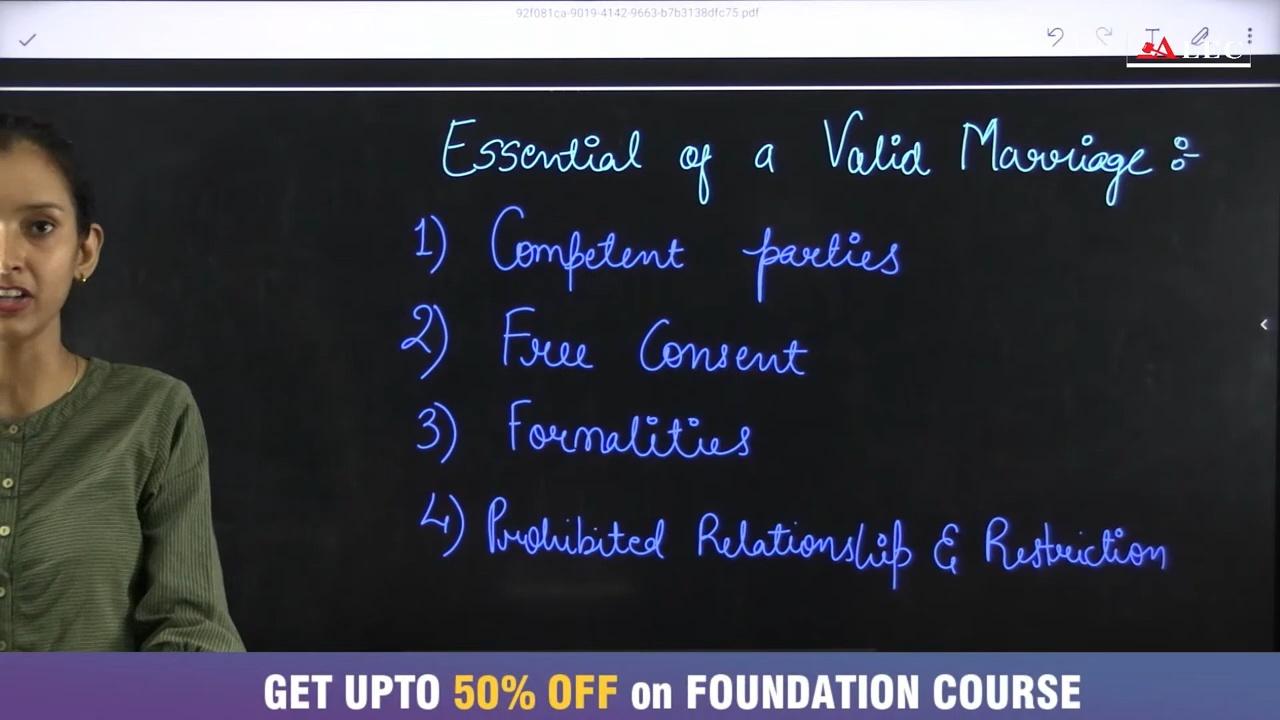 92f081ca-9019-4142-9663-b7b3138dfc75.pdf
T
ALEC
Essential of a Valid Marriage :-
1) Competent parties
2) Free Consent
3) Formalities
4) Prohibited Relationship & Restriction
GET UPTO 50% OFF on FOUNDATION COURSE